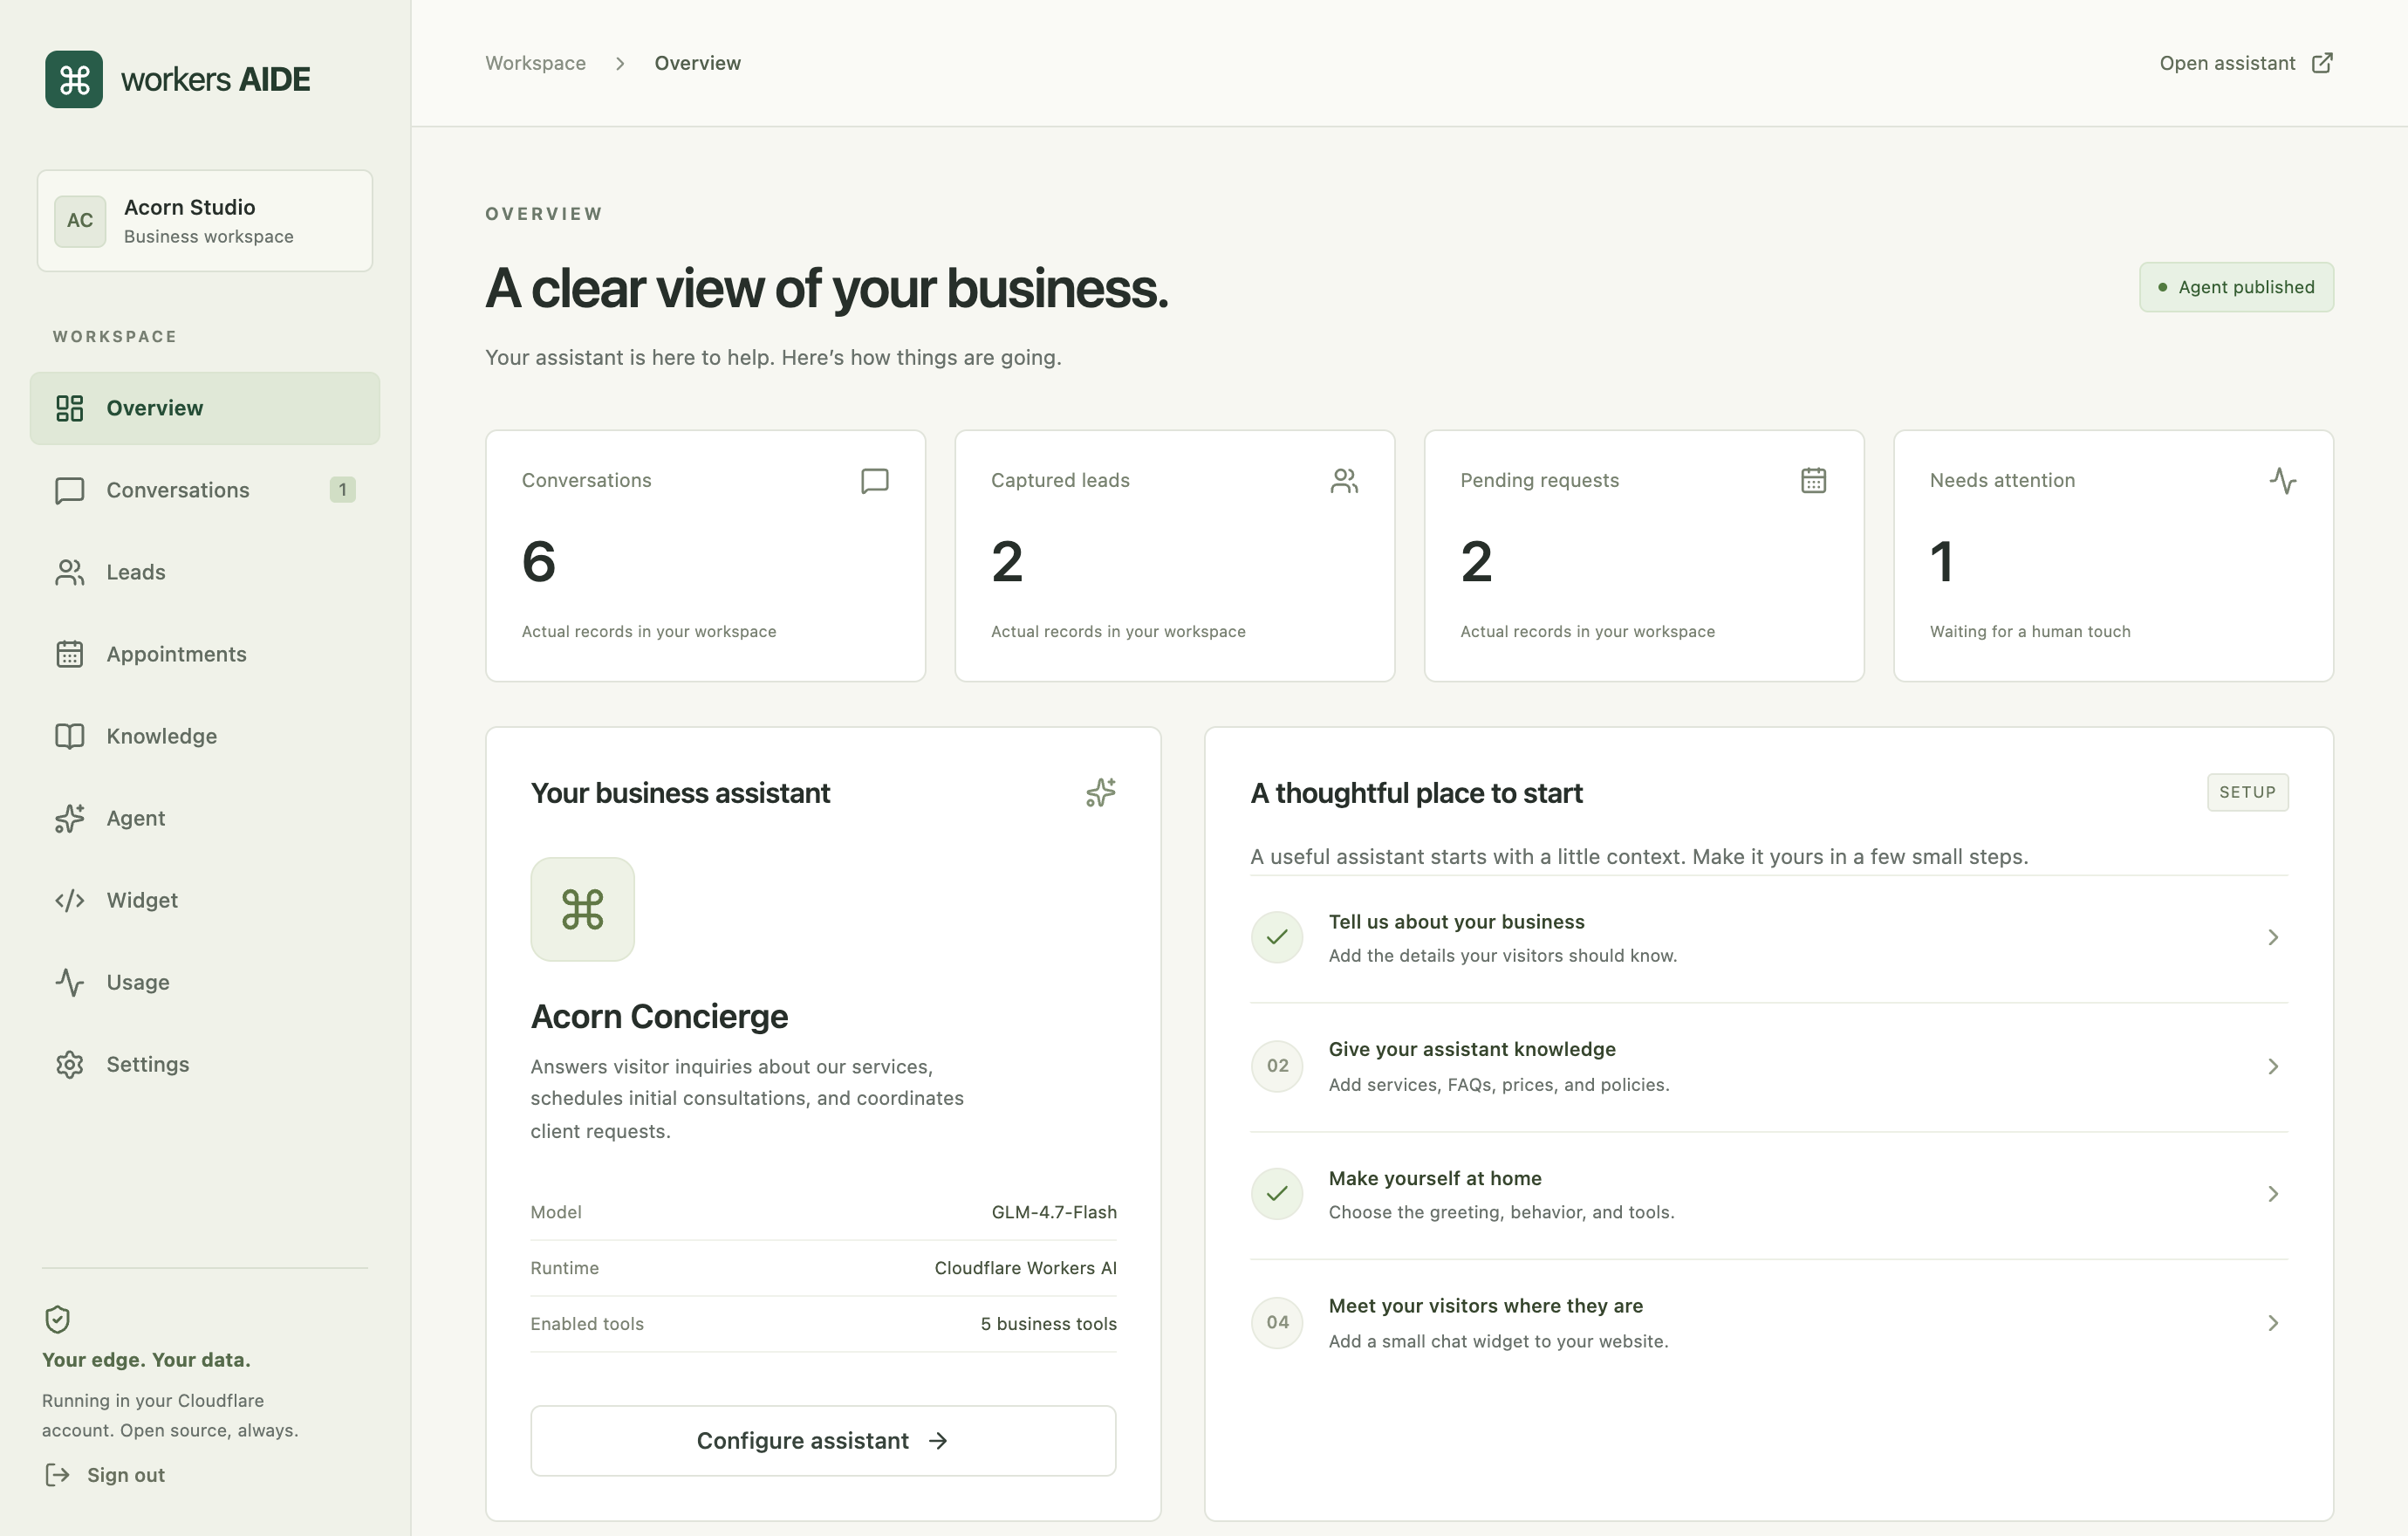 workers AIDE
AC
Acorn Studio
Business workspace
WORKSPACE
Overview
Conversations 1
Leads
Appointments
Knowledge
Agent
Widget
Usage
Settings
Your edge. Your data.
Running in your Cloudflare
account. Open source, always.
Sign out
Workspace > Overview
Open assistant
OVERVIEW
A clear view of your business.
Agent published
Your assistant is here to help. Here’s how things are going.
Conversations
6
Actual records in your workspace
Captured leads
2
Actual records in your workspace
Pending requests
2
Actual records in your workspace
Needs attention
1
Waiting for a human touch
Your business assistant
Acorn Concierge
Answers visitor inquiries about our services,
schedules initial consultations, and coordinates
client requests.
Model GLM-4.7-Flash
Runtime Cloudflare Workers AI
Enabled tools 5 business tools
Configure assistant →
A thoughtful place to start
SETUP
A useful assistant starts with a little context. Make it yours in a few small steps.
Tell us about your business
Add the details your visitors should know.
02
Give your assistant knowledge
Add services, FAQs, prices, and policies.
Make yourself at home
Choose the greeting, behavior, and tools.
04
Meet your visitors where they are
Add a small chat widget to your website.